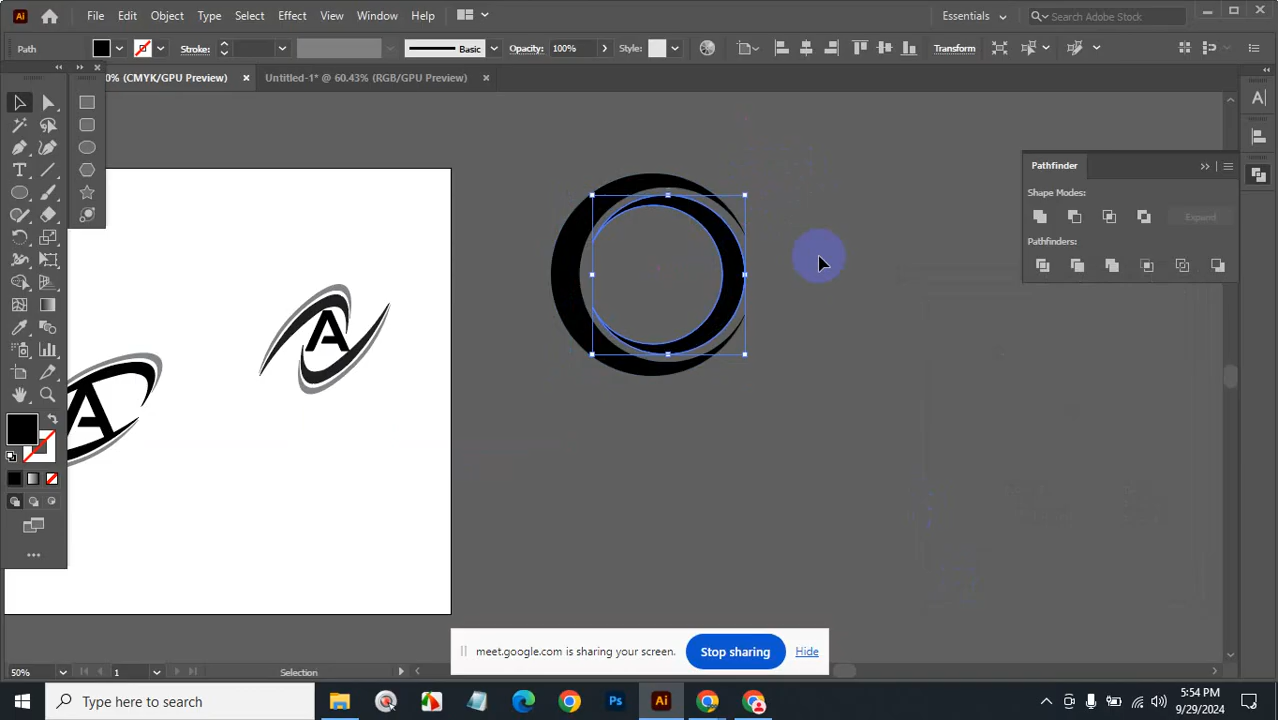 Ai File Edit Object Type Select Effect View Window Help Essentials Search Adobe Stock
Path Stroke: Basic Opacity: 100% Style: Transform
0% (CMYK/GPU Preview) × Untitled-1* @ 60.43% (RGB/GPU Preview) ×
Pathfinder
Shape Modes:
Expand
Pathfinders:
A
A
meet.google.com is sharing your screen. Stop sharing Hide
50% 1 Selection
Type here to search Ps Ai 5:54 PM
9/29/2024